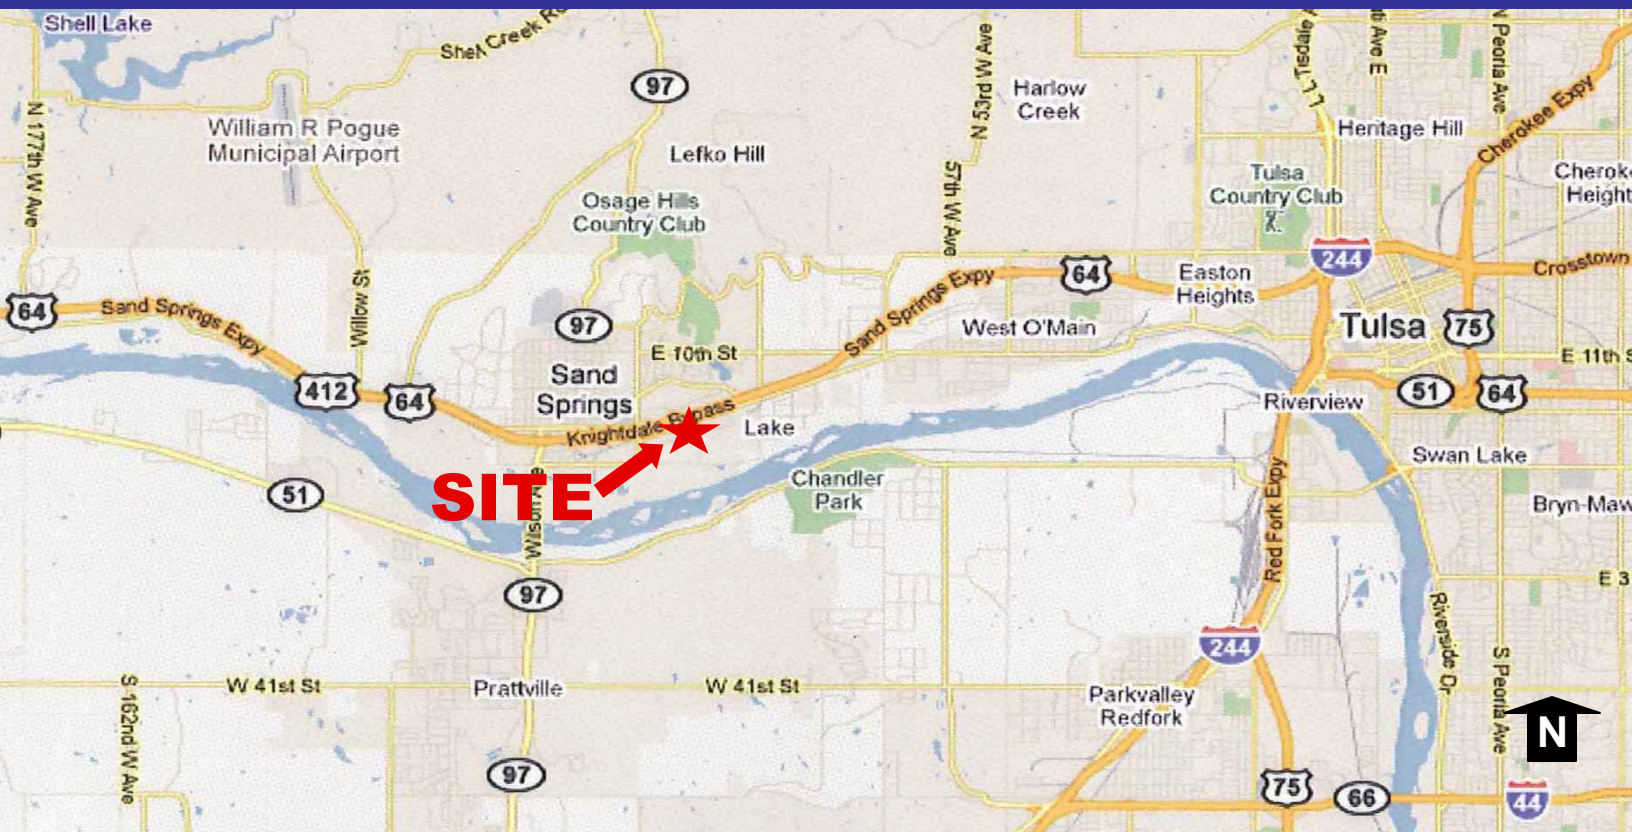 Shell Lake
Shell Creek
97
N 53rd W Ave
Harlow
Creek
Tisdale
Ave E
N Peoria Ave
Cherokee Expy
N 177th W Ave
William R Pogue
Municipal Airport
Lefko Hill
Heritage Hill
57th W Ave
Osage Hills
Country Club
Tulsa
Country Club
Height
244
Crosstown
64
Sand Springs Expy
Willow St
97
Sand Springs Expy
64
Easton
Heights
West O'Main
Tulsa
75
E 10th St
E 11th S
Sand
Springs
412
64
Knightdale Bypass
Lake
Riverview
51
64
SITE
51
Wilson Ave
Chandler
Park
Swan Lake
Bryn-Maw
Red Fork Expy
97
E 3
Riverside Dr
244
S 162nd W Ave
W 41st St
Prattville
W 41st St
Parkvalley
Redfork
S Peoria Ave
N
97
75
66
44